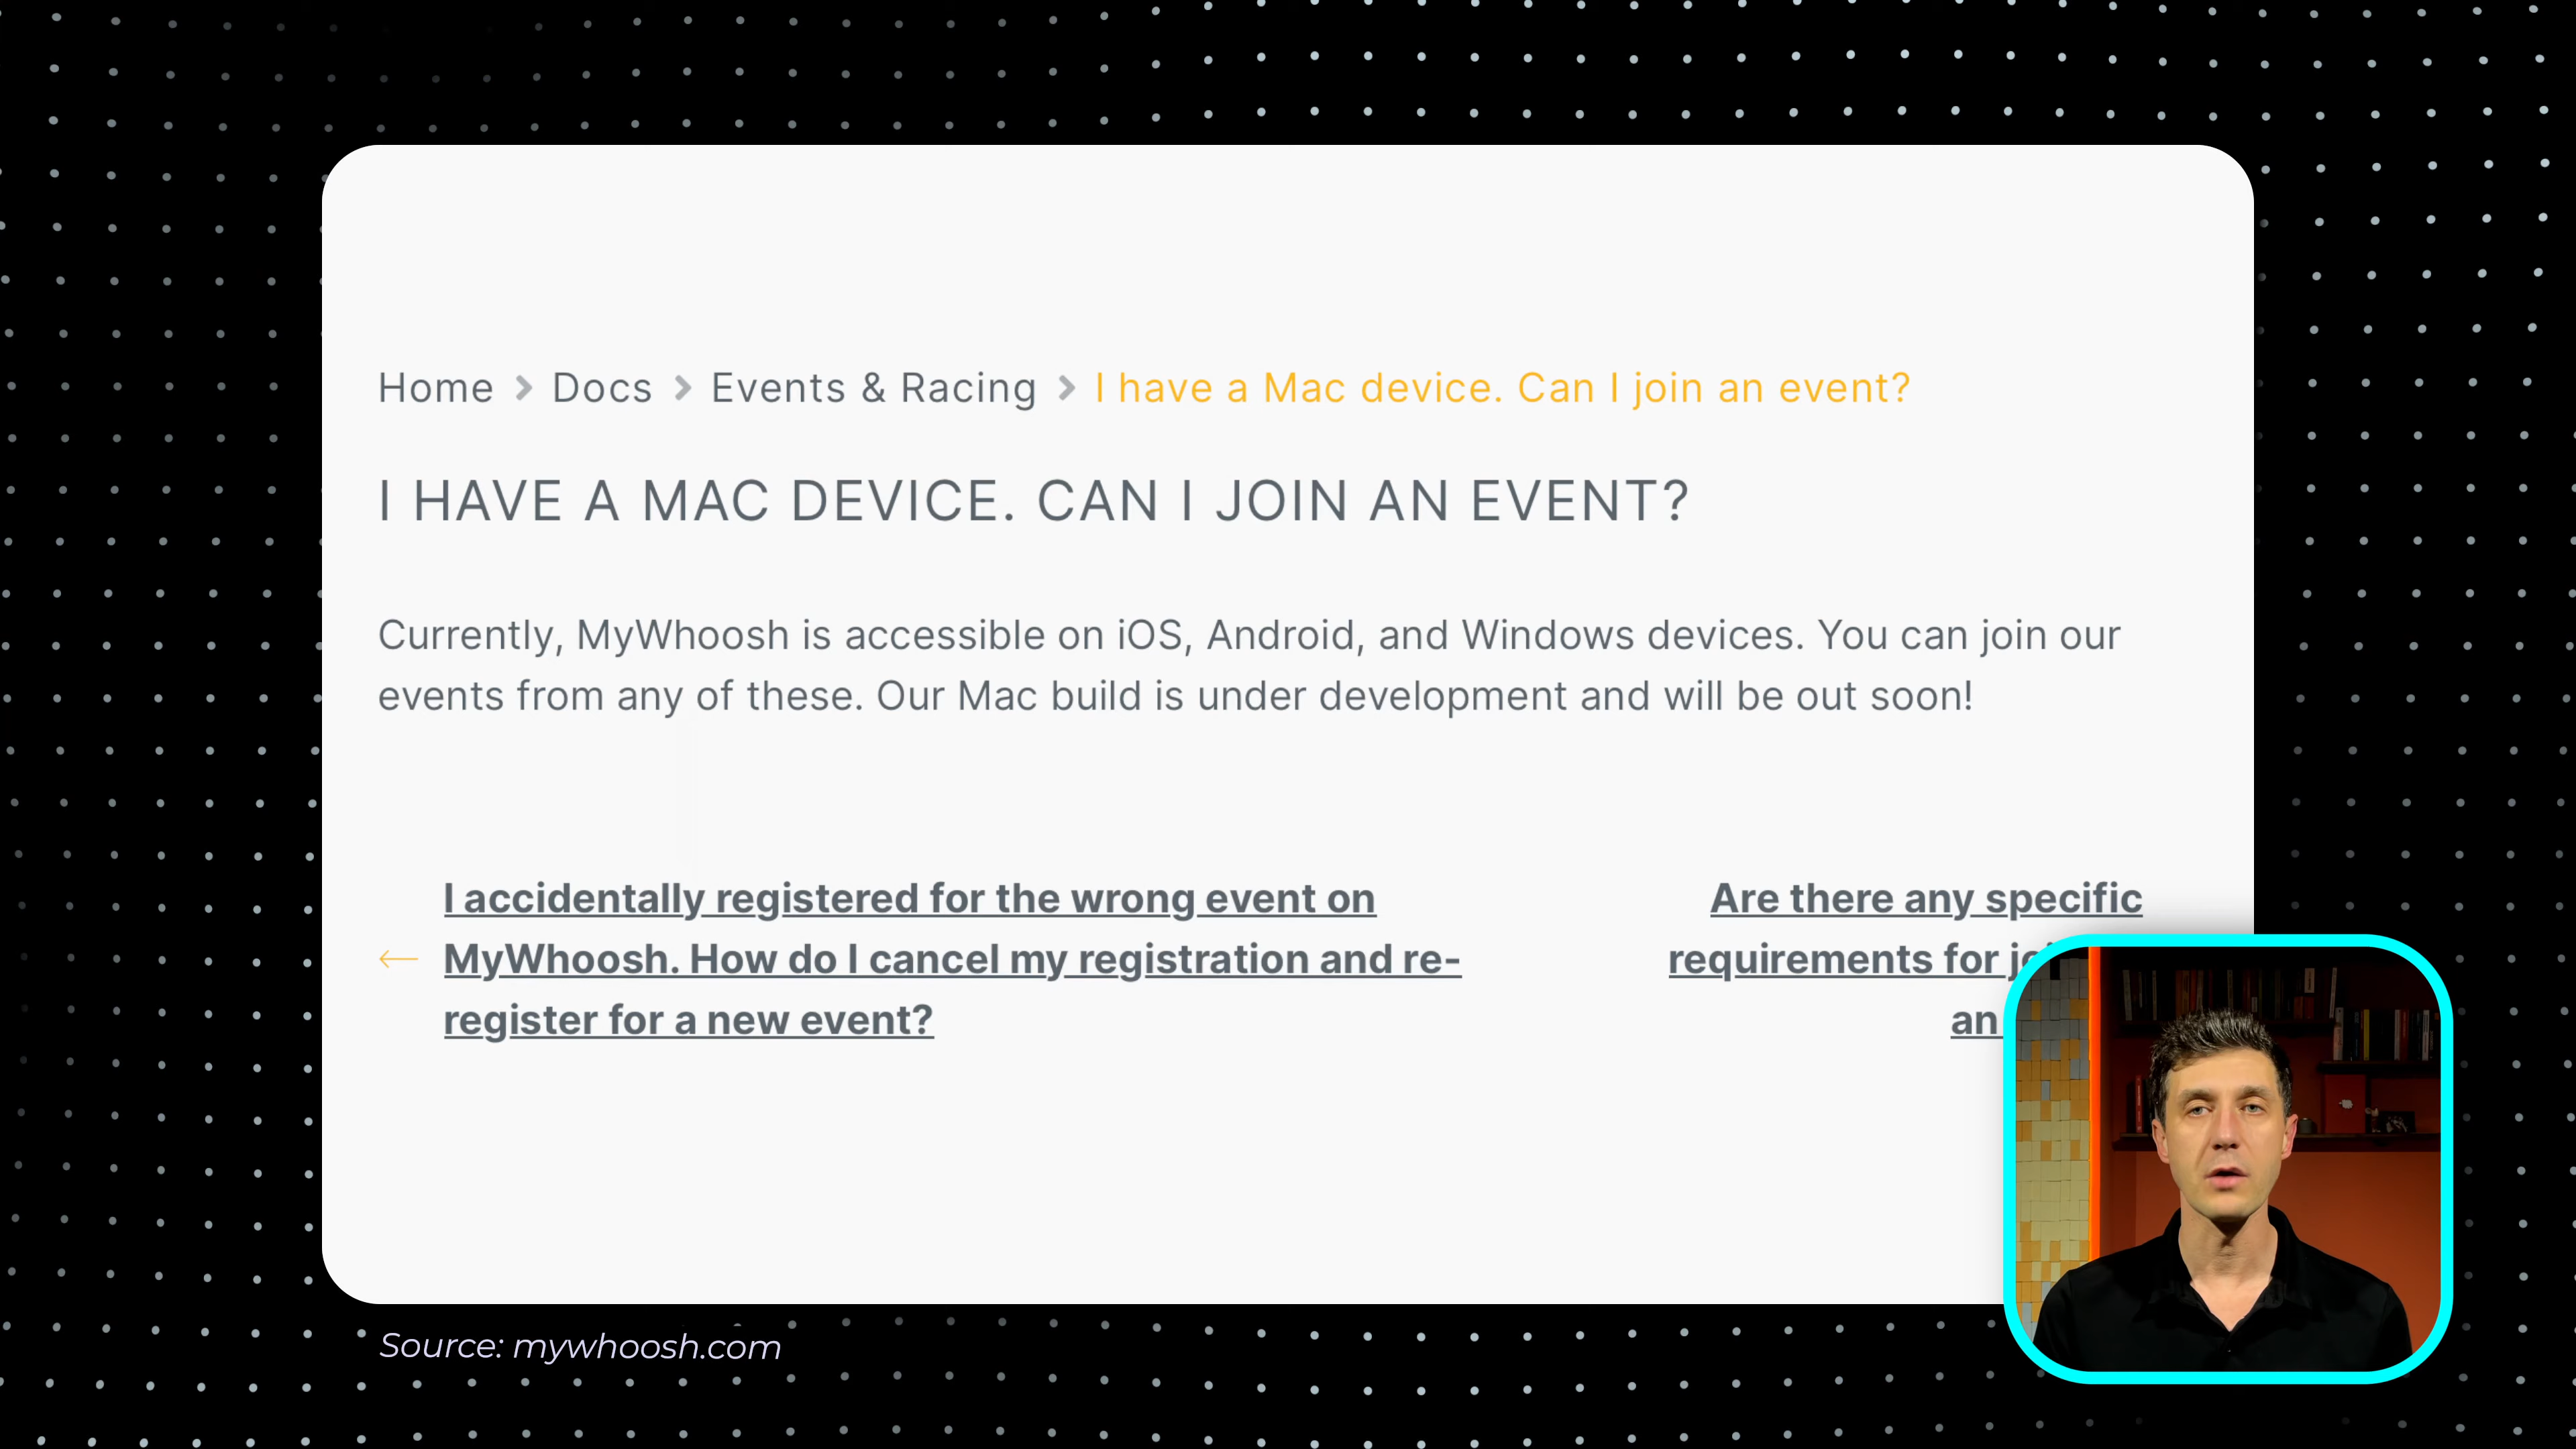 Home > Docs > Events & Racing > I have a Mac device. Can I join an event?
I HAVE A MAC DEVICE. CAN I JOIN AN EVENT?
Currently, MyWhoosh is accessible on iOS, Android, and Windows devices. You can join our
events from any of these. Our Mac build is under development and will be out soon!
← I accidentally registered for the wrong event on
MyWhoosh. How do I cancel my registration and re-
register for a new event?
Are there any specific
requirements for
an
Source: mywhoosh.com